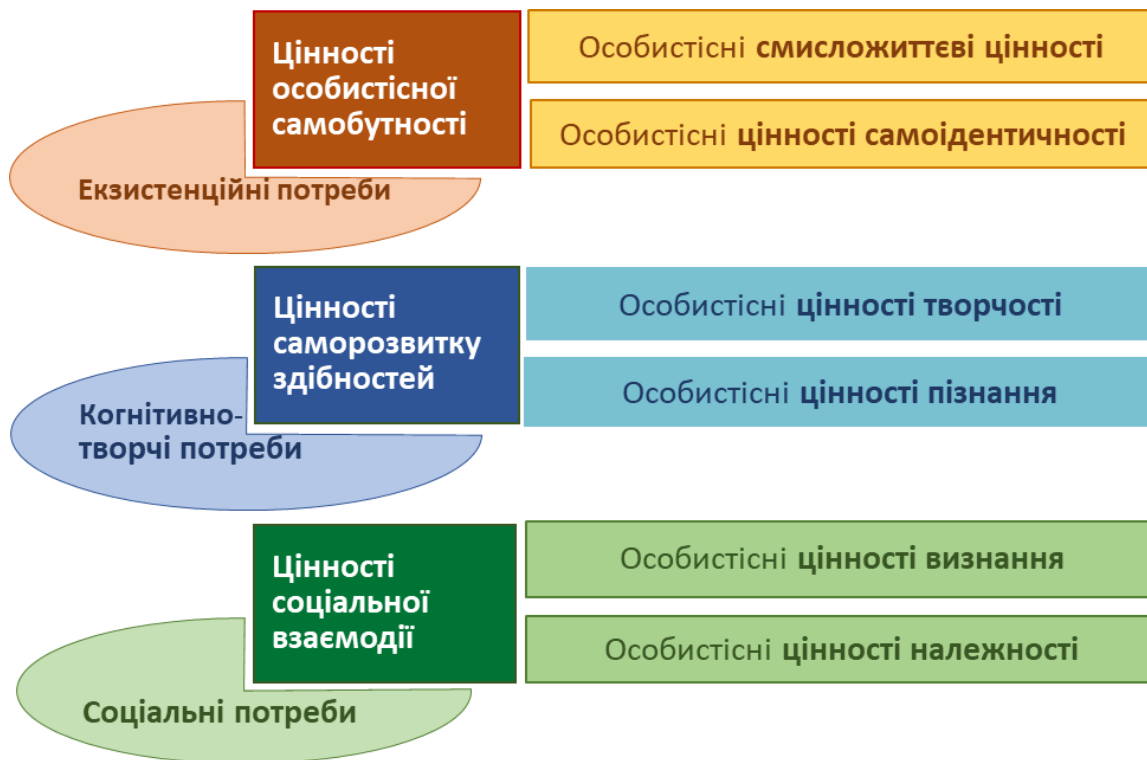 Цінності
особистісної
самобутності
Особистісні смисложиттєві цінності
Особистісні цінності самоідентичності
Екзистенційні потреби
Цінності
саморозвитку
здібностей
Особистісні цінності творчості
Особистісні цінності пізнання
Когнітивно-
творчі потреби
Цінності
соціальної
взаємодії
Особистісні цінності визнання
Особистісні цінності належності
Соціальні потреби